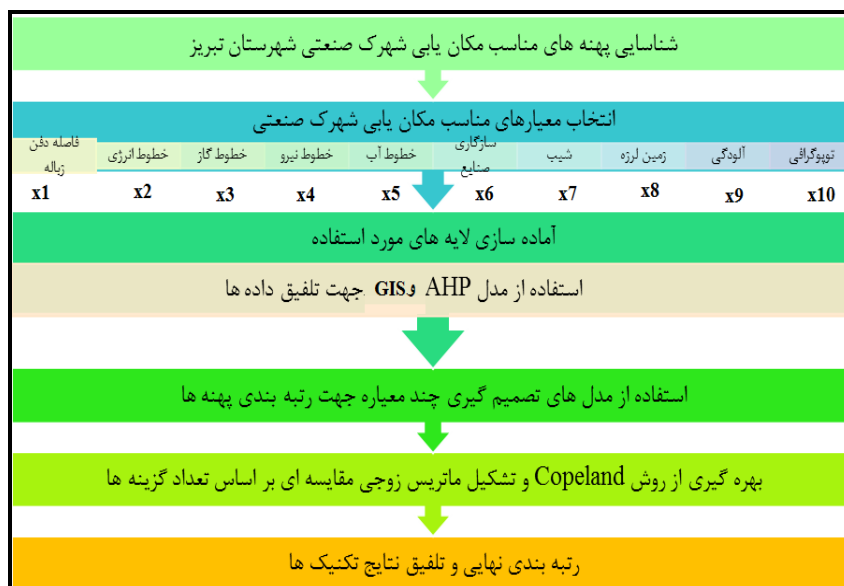 شناسایی پهنه های مناسب مکان یابی شهرک صنعتی شهرستان تبریز
انتخاب معیارهای مناسب مکان یابی شهرک صنعتی
توپوگرافی
آلودگی
زمین لرزه
شیب
سازگاری
صنایع
خطوط آب
خطوط نیرو
خطوط گاز
خطوط انرژی
فاصله دفن
زباله
x10
x9
x8
x7
x6
x5
x4
x3
x2
x1
آماده سازی لایه های مورد استفاده
استفاده از مدل AHP و GIS جهت تلفیق داده ها
استفاده از مدل های تصمیم گیری چند معیاره جهت رتبه بندی پهنه ها
بهره گیری از روش Copeland و تشکیل ماتریس زوجی مقایسه ای بر اساس تعداد گزینه ها
رتبه بندی نهایی و تلفیق نتایج تکنیک ها